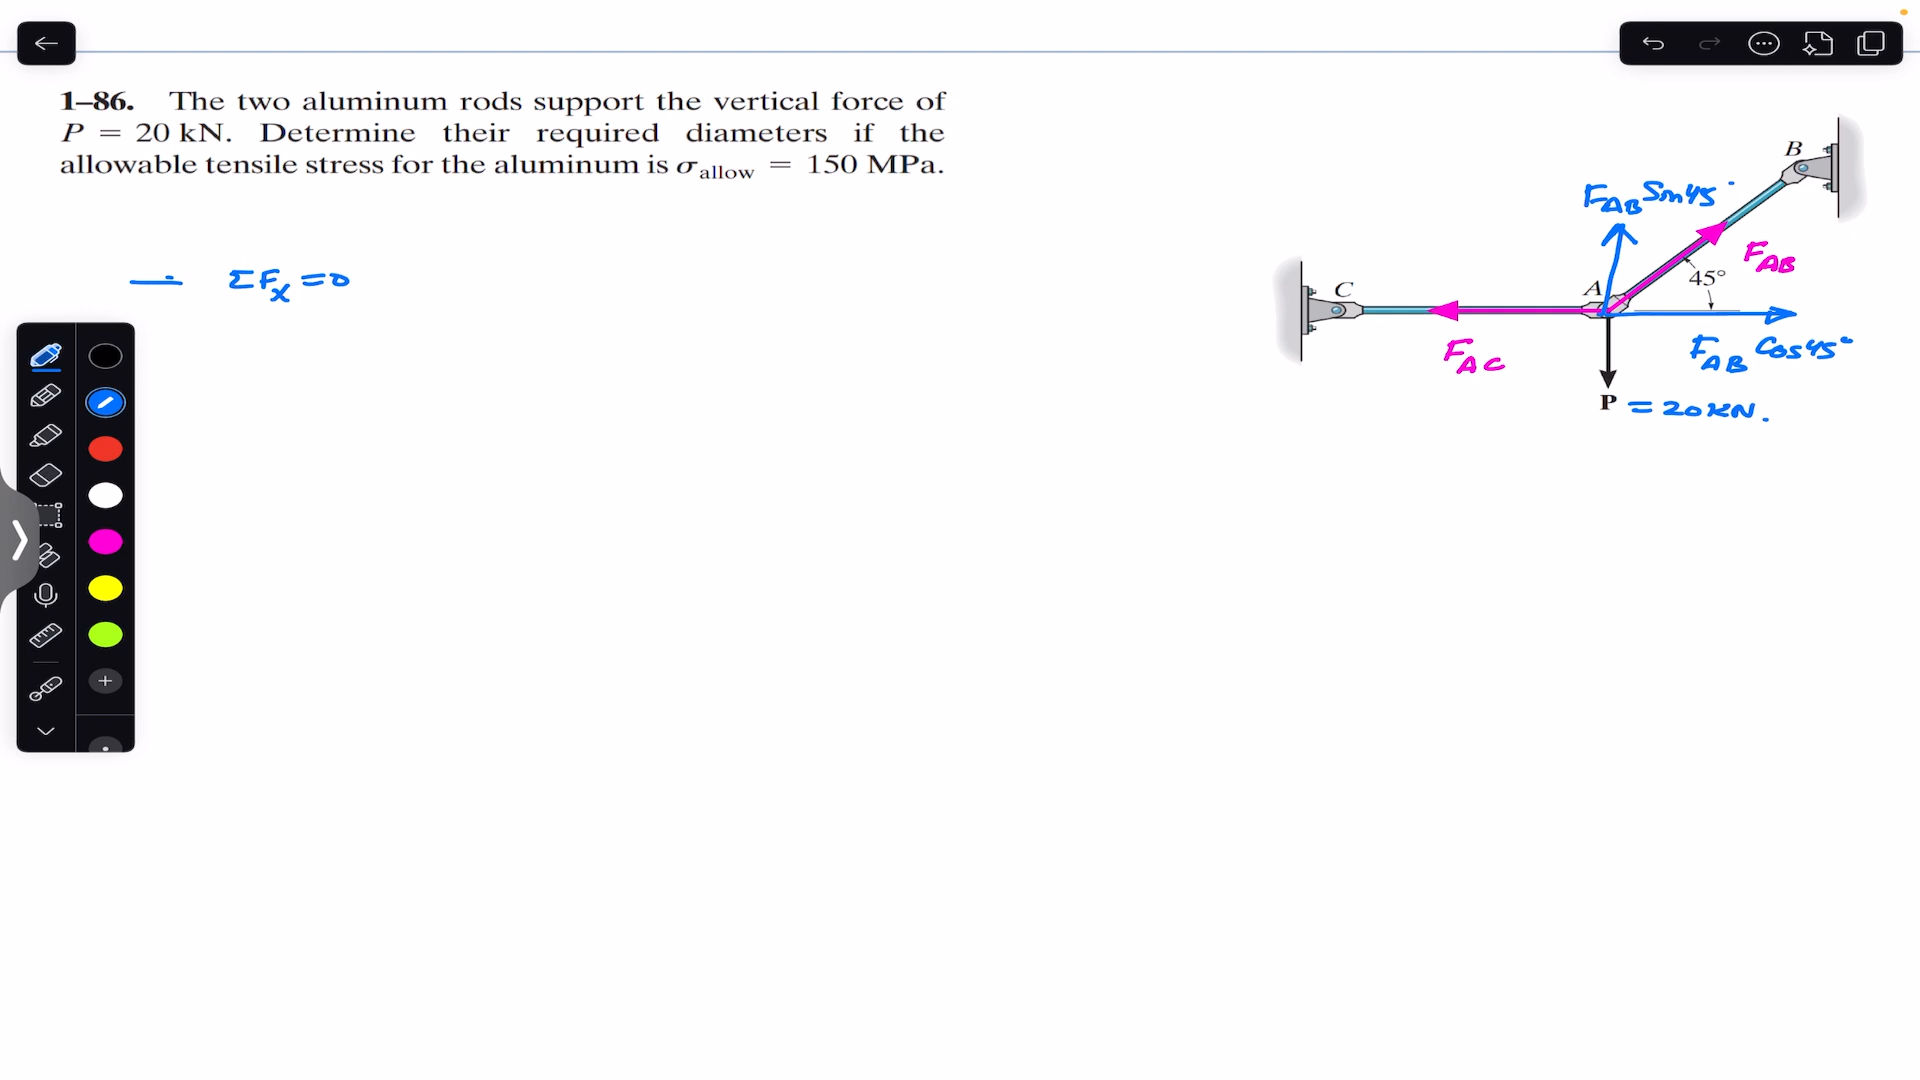 1–86. The two aluminum rods support the vertical force of
P = 20 kN. Determine their required diameters if the
allowable tensile stress for the aluminum is σallow = 150 MPa.
ΣFx = 0
B
FAB Sin45°
FAB
45°
C
A
FAC
FAB Cos45°
P = 20KN.